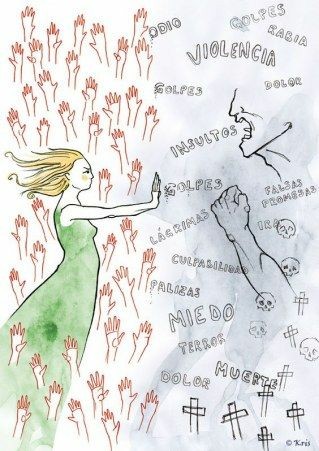 ODIO
GOLPES
RABIA
VIOLENCIA
GOLPES
DOLOR
INSULTOS
GOLPES
FALSAS
PROMESAS
LÁGRIMAS
IRA
CULPABILIDAD
PALIZAS
MIEDO
TERROR
DOLOR
MUERTE
© Kris